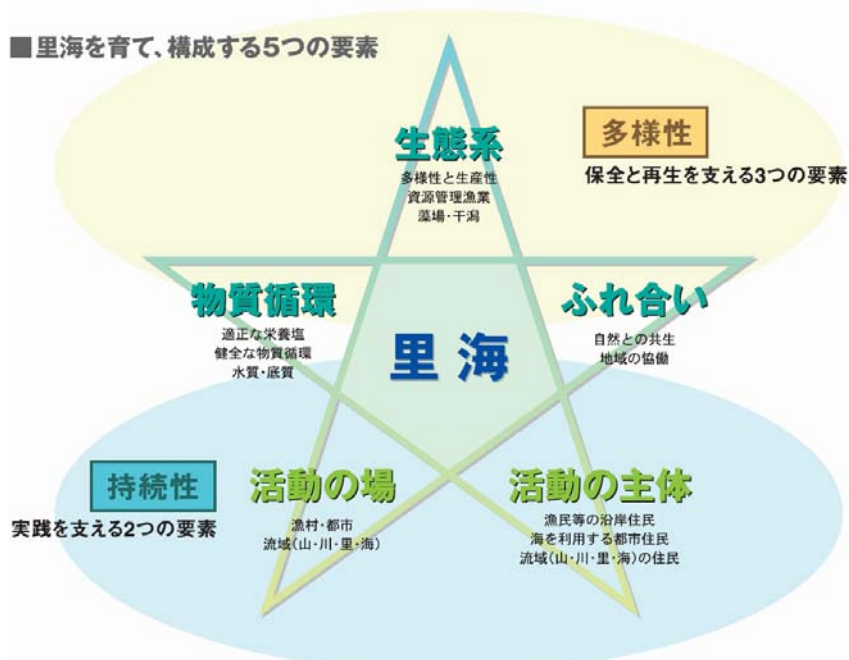 ■里海を育て、構成する5つの要素
生態系
多様性と生産性
資源管理漁業
藻場・干潟
多様性
保全と再生を支える3つの要素
物質循環
適正な栄養塩
健全な物質循環
水質・底質
ふれ合い
自然との共生
地域の協働
里海
持続性
実践を支える2つの要素
活動の場
漁村・都市
流域(山・川・里・海)
活動の主体
漁民等の沿岸住民
海を利用する都市住民
流域(山・川・里・海)の住民